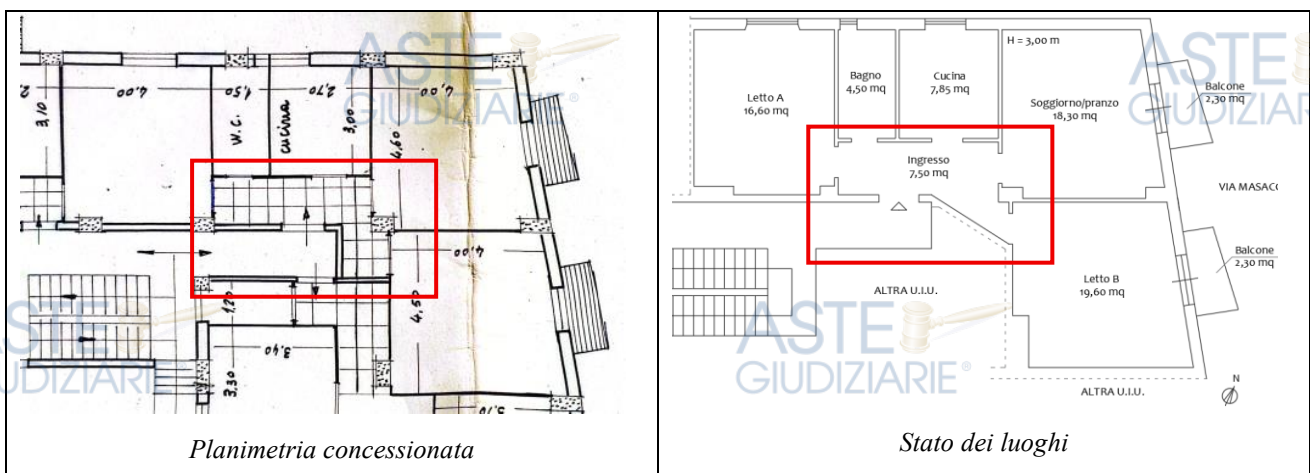 ASTE
GIUDIZIARIE®
4,00
1,50
2,70
4,00
3,10
W.C.
cucina
3,00
4,60
4,00
1,20
4,50
3,40
3,30
ASTE
GIUDIZIARIE®
Planimetria concessionata
H = 3,00 m
ASTE
GIUDIZIAR
Letto A
16,60 mq
Bagno
4,50 mq
Cucina
7,85 mq
Soggiorno/pranzo
18,30 mq
Balcone
2,30 mq
Ingresso
7,50 mq
VIA MASACC
Balcone
2,30 mq
Letto B
19,60 mq
ALTRA U.I.U.
ASTE
GIUDIZIARIE®
N
ALTRA U.I.U.
Stato dei luoghi